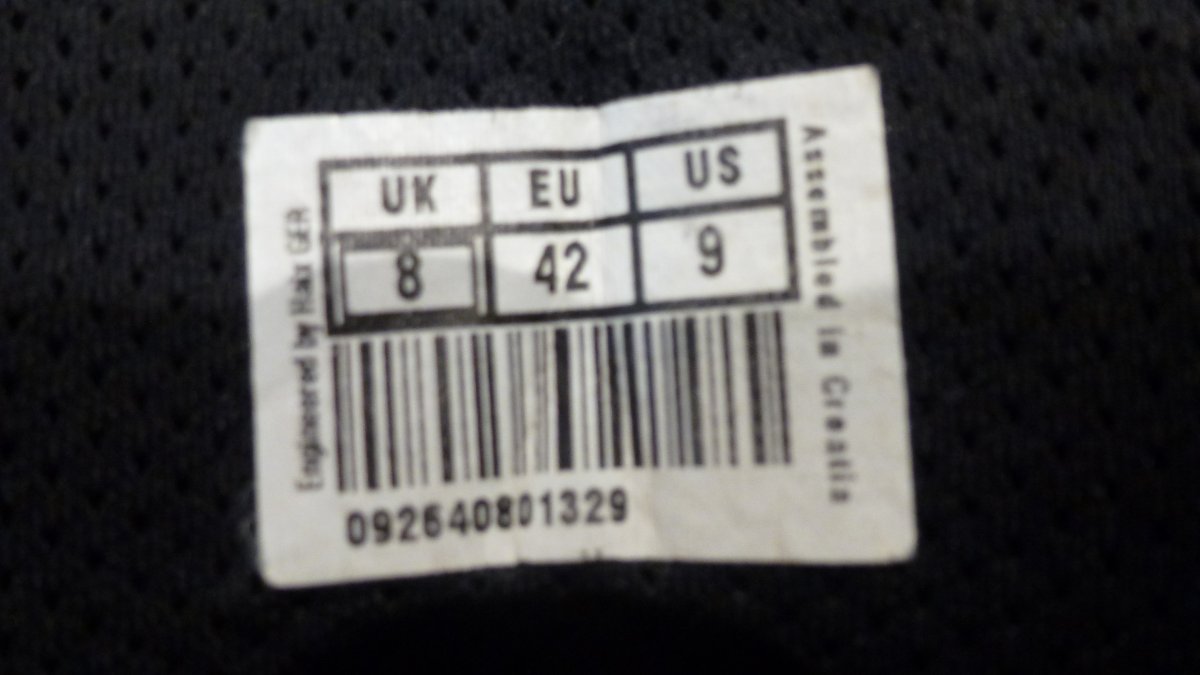 UK EU US
8 42 9
092640801329
Engineered by Haix GER
Assembled in Croatia